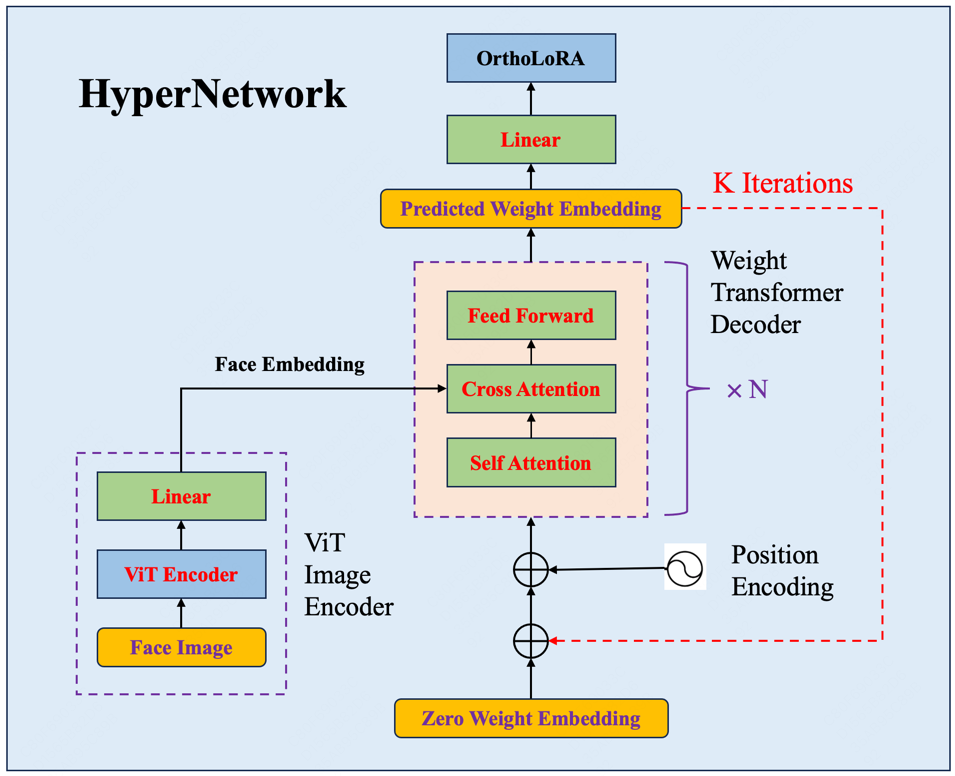 HyperNetwork
OrthoLoRA
Linear
Predicted Weight Embedding
K Iterations
Weight
Transformer
Decoder
× N
Feed Forward
Cross Attention
Self Attention
Face Embedding
Linear
ViT Encoder
Face Image
ViT
Image
Encoder
Position
Encoding
Zero Weight Embedding